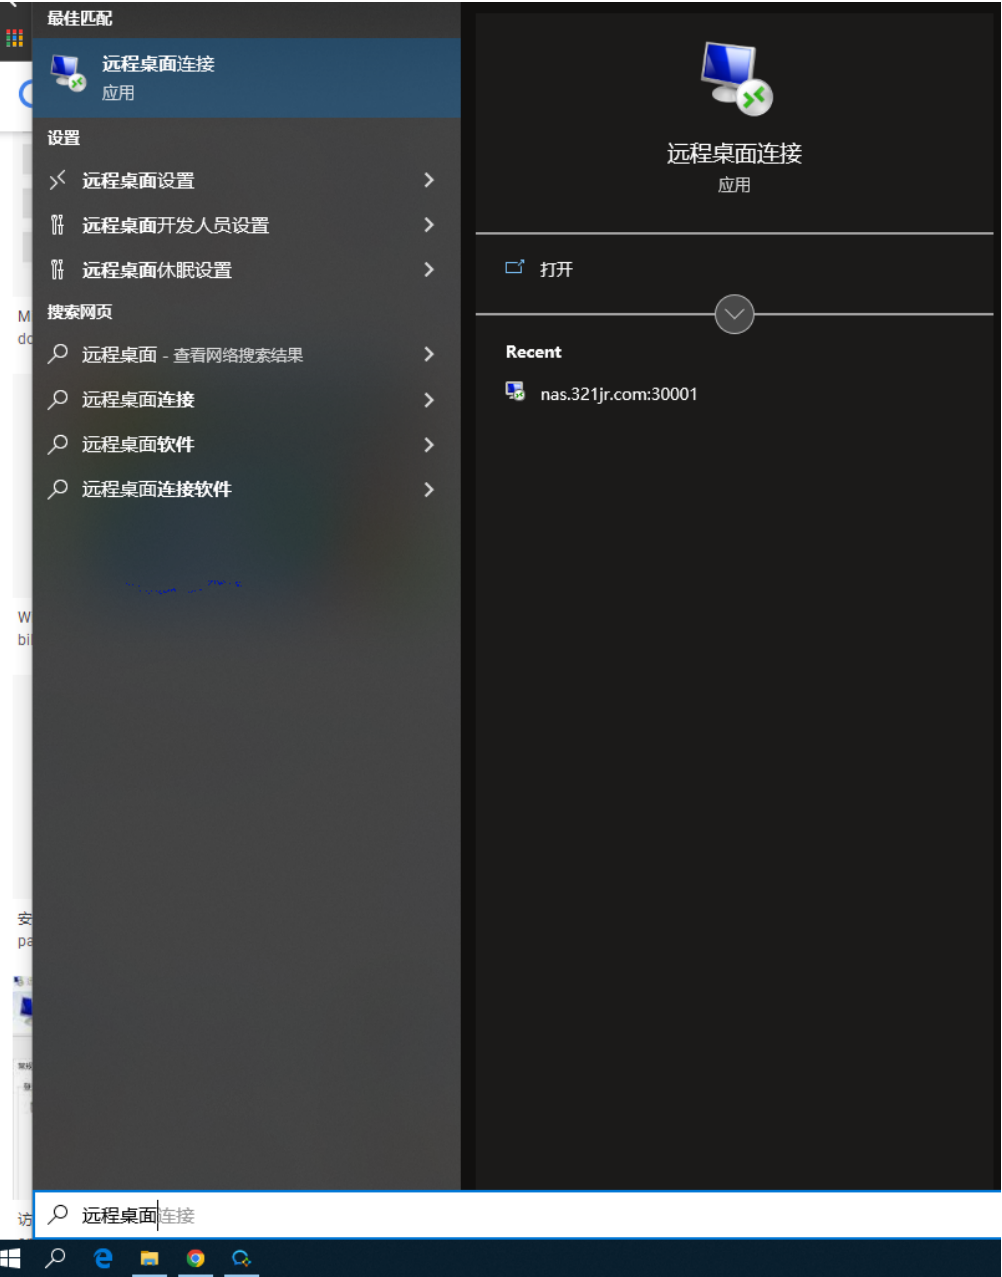 最佳匹配
远程桌面连接
应用
设置
远程桌面设置
远程桌面开发人员设置
远程桌面休眠设置
搜索网页
远程桌面 - 查看网络搜索结果
远程桌面连接
远程桌面软件
远程桌面连接软件
远程桌面连接
应用
打开
Recent
nas.321jr.com:30001
M
dc
W
bil
安
pa
访
远程桌面连接